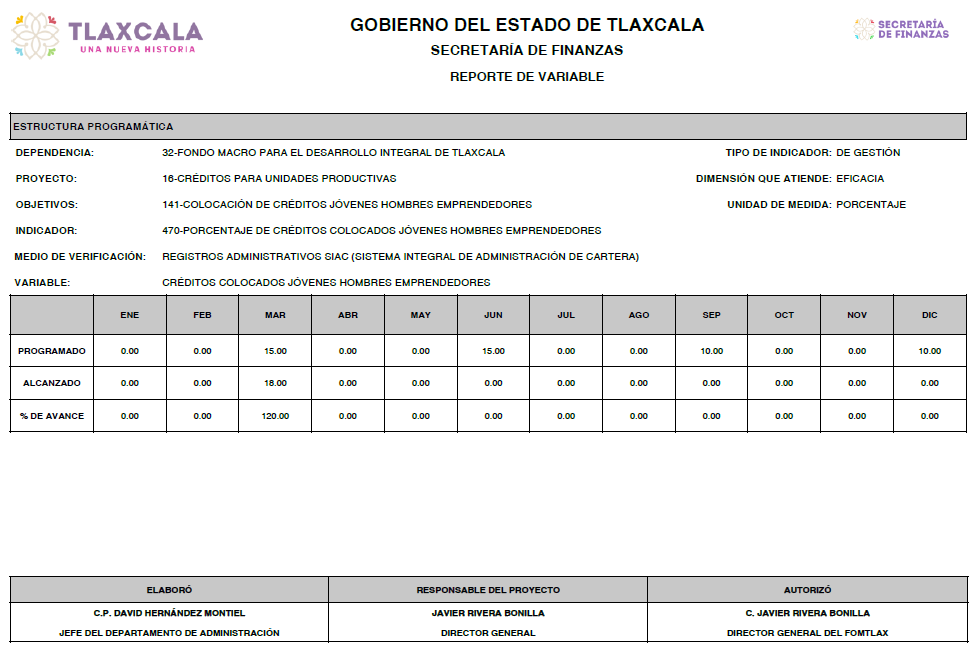 TLAXCALA
UNA NUEVA HISTORIA
GOBIERNO DEL ESTADO DE TLAXCALA
SECRETARÍA DE FINANZAS
REPORTE DE VARIABLE
SECRETARÍA
DE FINANZAS
ESTRUCTURA PROGRAMÁTICA
DEPENDENCIA: 32-FONDO MACRO PARA EL DESARROLLO INTEGRAL DE TLAXCALA TIPO DE INDICADOR: DE GESTIÓN
PROYECTO: 16-CRÉDITOS PARA UNIDADES PRODUCTIVAS DIMENSIÓN QUE ATIENDE: EFICACIA
OBJETIVOS: 141-COLOCACIÓN DE CRÉDITOS JÓVENES HOMBRES EMPRENDEDORES UNIDAD DE MEDIDA: PORCENTAJE
INDICADOR: 470-PORCENTAJE DE CRÉDITOS COLOCADOS JÓVENES HOMBRES EMPRENDEDORES
MEDIO DE VERIFICACIÓN: REGISTROS ADMINISTRATIVOS SIAC (SISTEMA INTEGRAL DE ADMINISTRACIÓN DE CARTERA)
VARIABLE: CRÉDITOS COLOCADOS JÓVENES HOMBRES EMPRENDEDORES
ENE FEB MAR ABR MAY JUN JUL AGO SEP OCT NOV DIC
PROGRAMADO 0.00 0.00 15.00 0.00 0.00 15.00 0.00 0.00 10.00 0.00 0.00 10.00
ALCANZADO 0.00 0.00 18.00 0.00 0.00 0.00 0.00 0.00 0.00 0.00 0.00 0.00
% DE AVANCE 0.00 0.00 120.00 0.00 0.00 0.00 0.00 0.00 0.00 0.00 0.00 0.00
ELABORÓ RESPONSABLE DEL PROYECTO AUTORIZÓ
C.P. DAVID HERNÁNDEZ MONTIEL JAVIER RIVERA BONILLA C. JAVIER RIVERA BONILLA
JEFE DEL DEPARTAMENTO DE ADMINISTRACIÓN DIRECTOR GENERAL DIRECTOR GENERAL DEL FOMTLAX